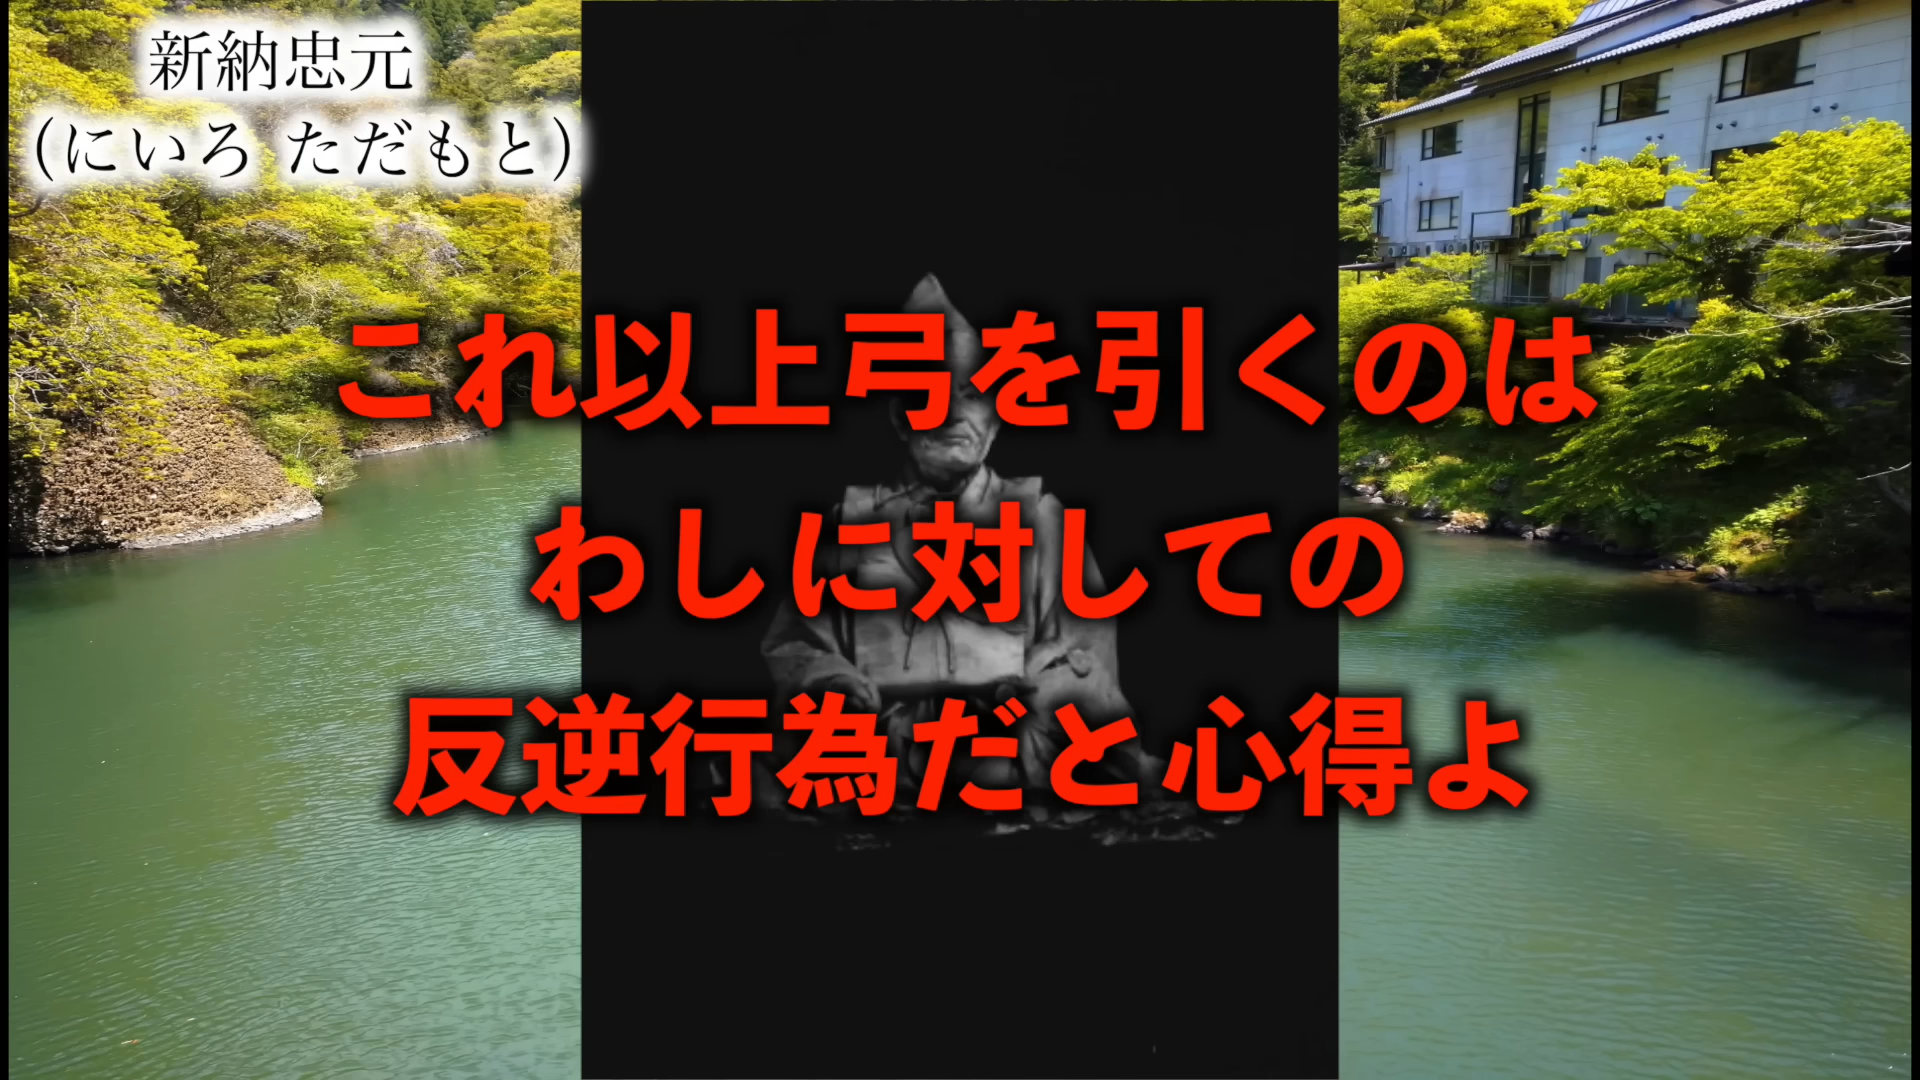 新納忠元
(にいろ ただもと)
これ以上弓を引くのは
わしに対しての
反逆行為だと心得よ